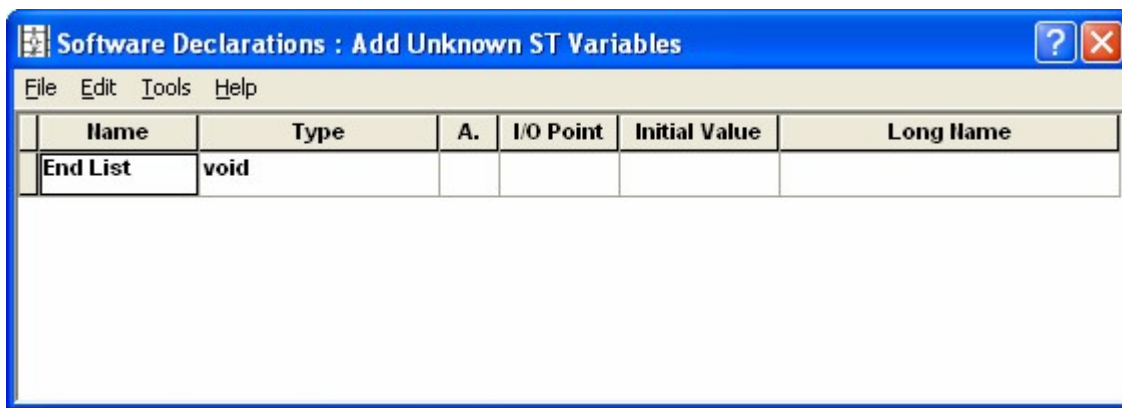 Software Declarations : Add Unknown ST Variables
File Edit Tools Help
Name Type A. I/O Point Initial Value Long Name
End List void